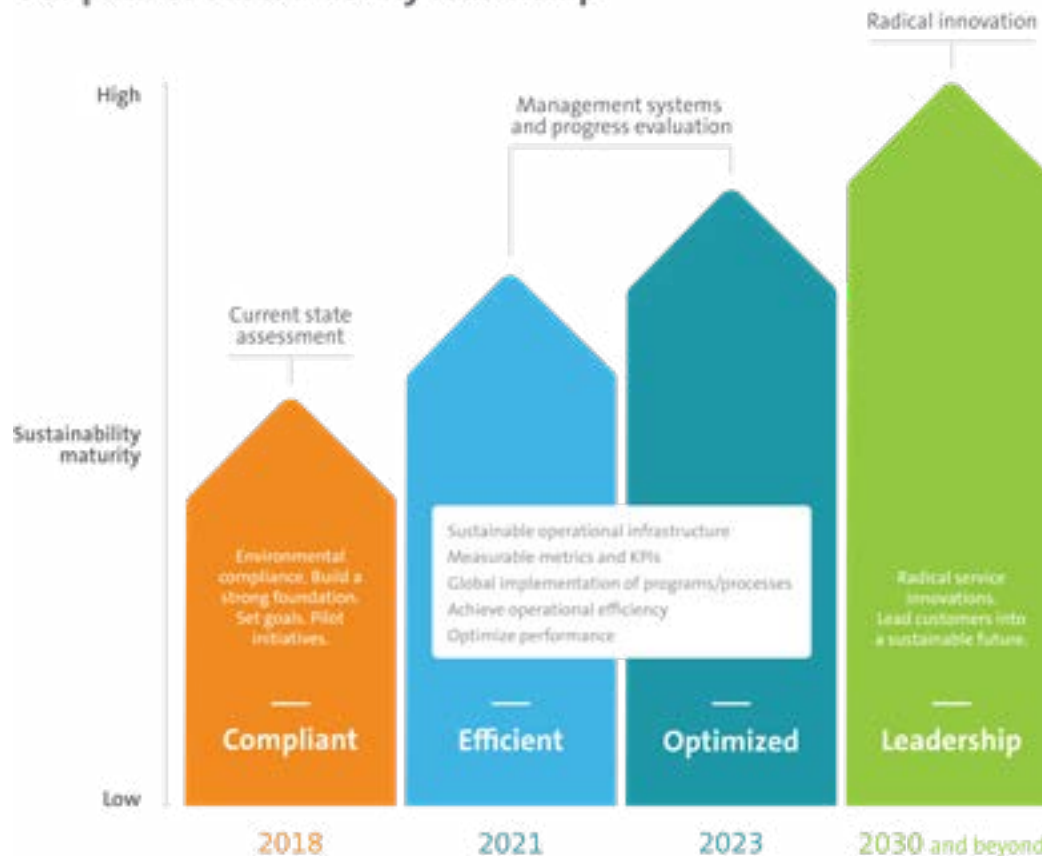 Radical innovation
High
Management systems
and progress evaluation
Current state
assessment
Sustainability
maturity
Environmental
compliance. Build a
strong foundation.
Set goals. Pilot
initiatives.
Sustainable operational infrastructure
Measurable metrics and KPIs
Global implementation of programs/processes
Achieve operational efficiency
Optimize performance
Radical service
innovations.
Lead customers into
a sustainable future.
Compliant
Efficient
Optimized
Leadership
Low
2018
2021
2023
2030 and beyond